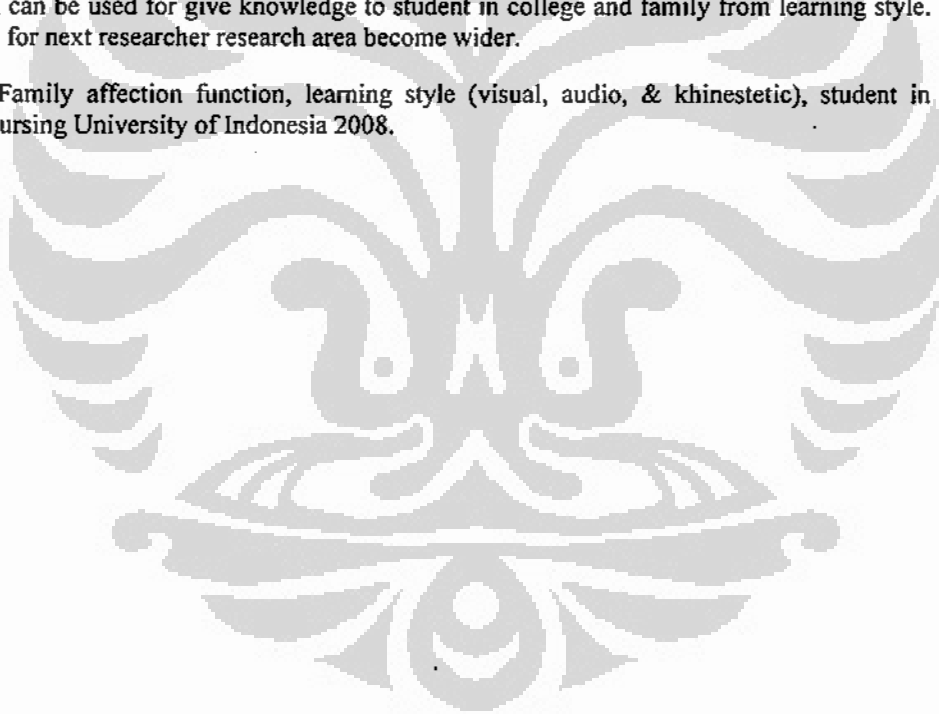 can be used for give knowledge to student in college and family from learning style.
for next researcher research area become wider.
Family affection function, learning style (visual, audio, & khinestetic), student in
ursing University of Indonesia 2008.